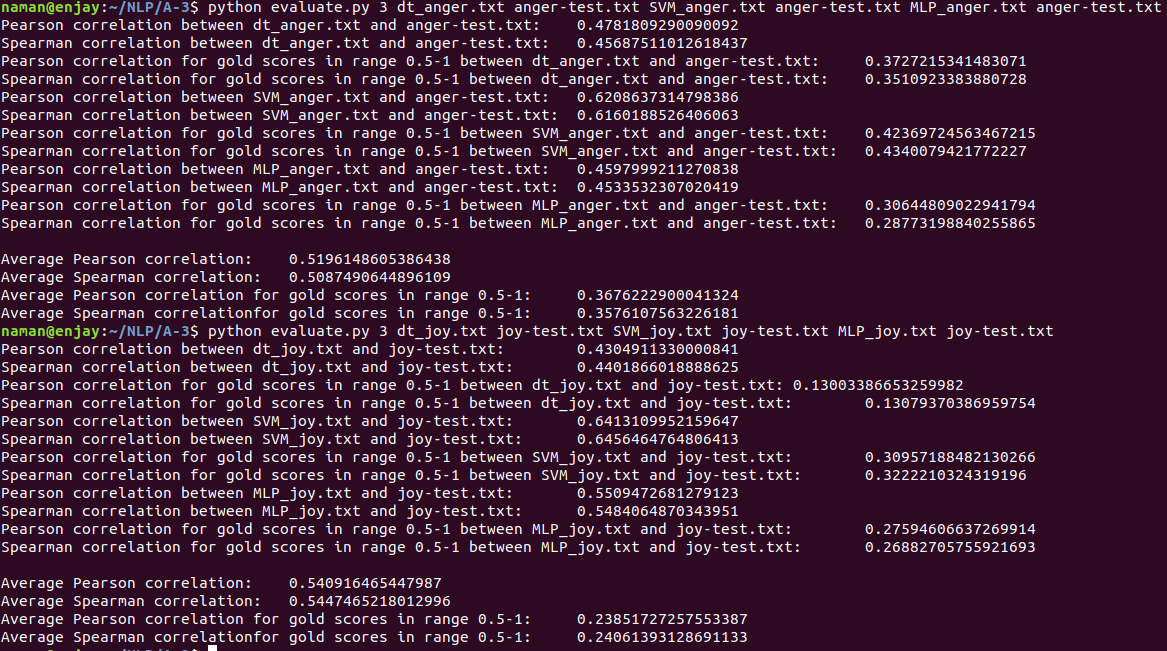 naman@enjay:~/NLP/A-3$ python evaluate.py 3 dt_anger.txt anger-test.txt SVM_anger.txt anger-test.txt MLP_anger.txt anger-test.txt
Pearson correlation between dt_anger.txt and anger-test.txt: 0.4781809290090092
Spearman correlation between dt_anger.txt and anger-test.txt: 0.45687511012618437
Pearson correlation for gold scores in range 0.5-1 between dt_anger.txt and anger-test.txt: 0.3727215341483071
Spearman correlation for gold scores in range 0.5-1 between dt_anger.txt and anger-test.txt: 0.3510923383880728
Pearson correlation between SVM_anger.txt and anger-test.txt: 0.6208637314798386
Spearman correlation between SVM_anger.txt and anger-test.txt: 0.6160188526406063
Pearson correlation for gold scores in range 0.5-1 between SVM_anger.txt and anger-test.txt: 0.42369724563467215
Spearman correlation for gold scores in range 0.5-1 between SVM_anger.txt and anger-test.txt: 0.4340079421772227
Pearson correlation between MLP_anger.txt and anger-test.txt: 0.4597999211270838
Spearman correlation between MLP_anger.txt and anger-test.txt: 0.4533532307020419
Pearson correlation for gold scores in range 0.5-1 between MLP_anger.txt and anger-test.txt: 0.30644809022941794
Spearman correlation for gold scores in range 0.5-1 between MLP_anger.txt and anger-test.txt: 0.28773198840255865
Average Pearson correlation: 0.5196148605386438
Average Spearman correlation: 0.5087490644896109
Average Pearson correlation for gold scores in range 0.5-1: 0.3676222900041324
Average Spearman correlationfor gold scores in range 0.5-1: 0.3576107563226181
naman@enjay:~/NLP/A-3$ python evaluate.py 3 dt_joy.txt joy-test.txt SVM_joy.txt joy-test.txt MLP_joy.txt joy-test.txt
Pearson correlation between dt_joy.txt and joy-test.txt: 0.4304911330000841
Spearman correlation between dt_joy.txt and joy-test.txt: 0.4401866018888625
Pearson correlation for gold scores in range 0.5-1 between dt_joy.txt and joy-test.txt: 0.13003386653259982
Spearman correlation for gold scores in range 0.5-1 between dt_joy.txt and joy-test.txt: 0.13079370386959754
Pearson correlation between SVM_joy.txt and joy-test.txt: 0.6413109952159647
Spearman correlation between SVM_joy.txt and joy-test.txt: 0.6456464764806413
Pearson correlation for gold scores in range 0.5-1 between SVM_joy.txt and joy-test.txt: 0.30957188482130266
Spearman correlation for gold scores in range 0.5-1 between SVM_joy.txt and joy-test.txt: 0.3222210324319196
Pearson correlation between MLP_joy.txt and joy-test.txt: 0.5509472681279123
Spearman correlation between MLP_joy.txt and joy-test.txt: 0.5484064870343951
Pearson correlation for gold scores in range 0.5-1 between MLP_joy.txt and joy-test.txt: 0.27594606637269914
Spearman correlation for gold scores in range 0.5-1 between MLP_joy.txt and joy-test.txt: 0.26882705755921693
Average Pearson correlation: 0.540916465447987
Average Spearman correlation: 0.5447465218012996
Average Pearson correlation for gold scores in range 0.5-1: 0.23851727257553387
Average Spearman correlationfor gold scores in range 0.5-1: 0.24061393128691133